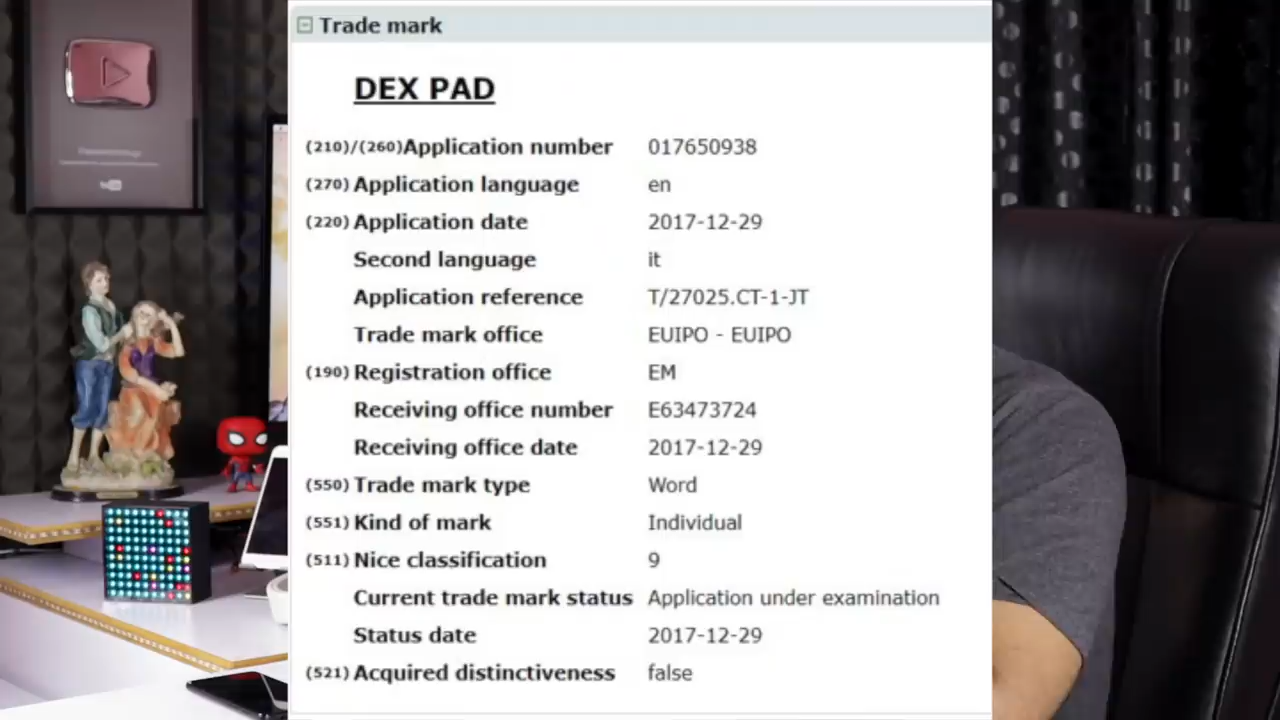 Trade mark
DEX PAD
(210)/(260)Application number 017650938
(270) Application language en
(220) Application date 2017-12-29
Second language it
Application reference T/27025.CT-1-JT
Trade mark office EUIPO - EUIPO
(190) Registration office EM
Receiving office number E63473724
Receiving office date 2017-12-29
(550) Trade mark type Word
(551) Kind of mark Individual
(511) Nice classification 9
Current trade mark status Application under examination
Status date 2017-12-29
(521) Acquired distinctiveness false